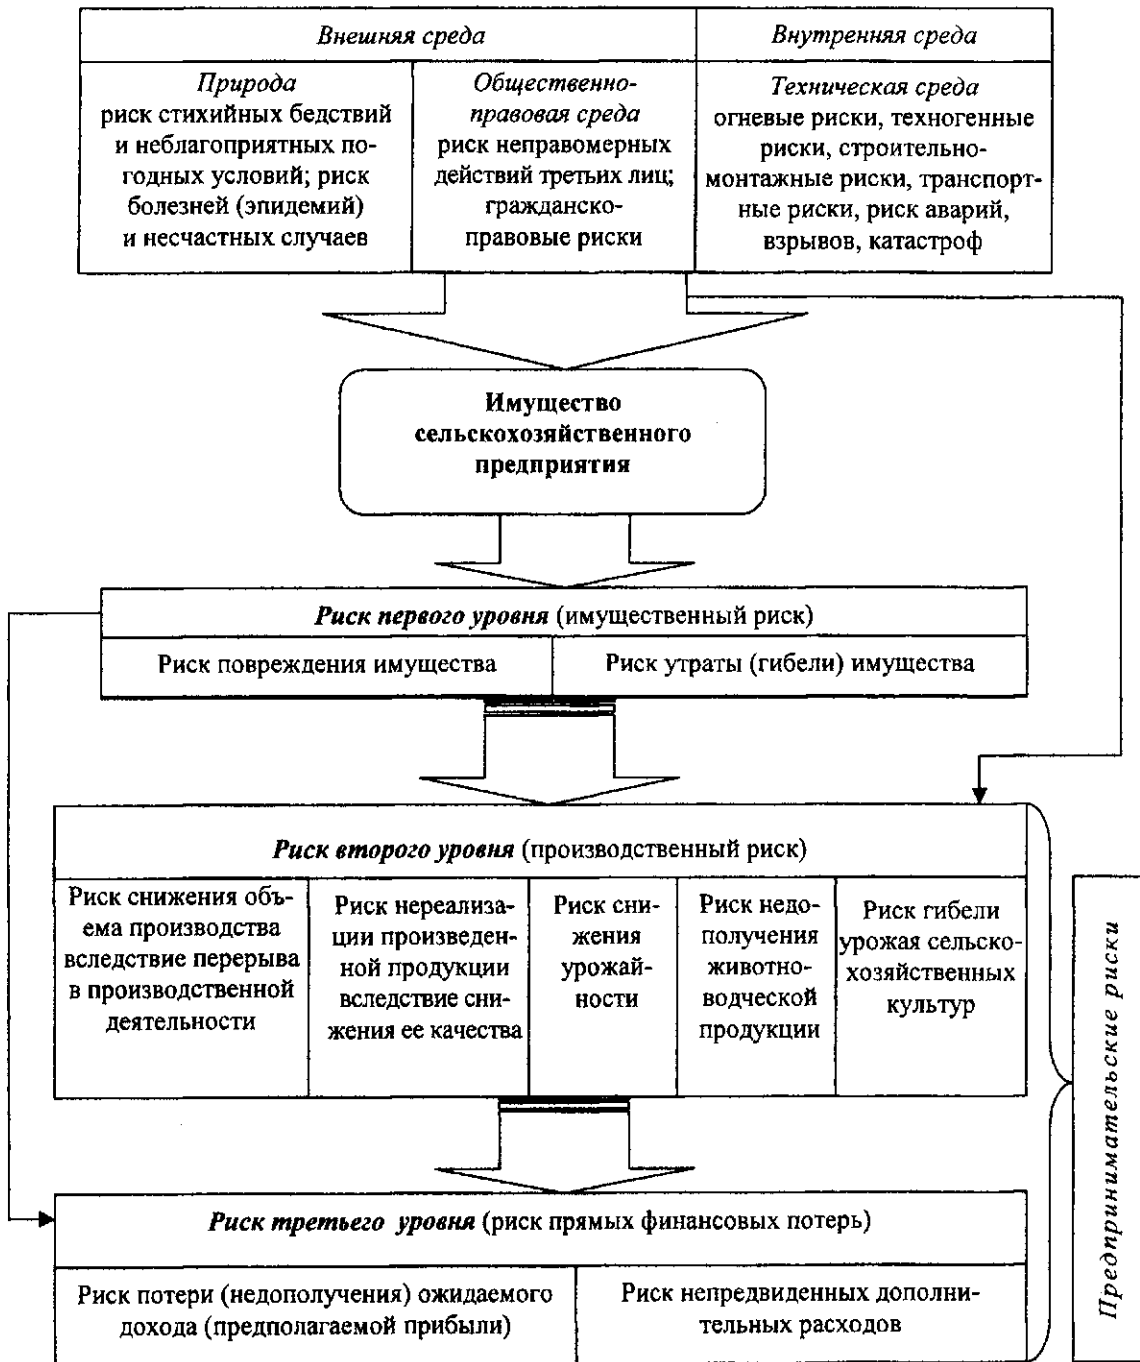 Внешняя среда
Внутренняя среда
Природа
риск стихийных бедствий
и неблагоприятных по-
годных условий; риск
болезней (эпидемий)
и несчастных случаев
Общественно-
правовая среда
риск неправомерных
действий третьих лиц;
гражданско-
правовые риски
Техническая среда
огневые риски, техногенные
риски, строительно-
монтажные риски, транспорт-
ные риски, риск аварий,
взрывов, катастроф
Имущество
сельскохозяйственного
предприятия
Риск первого уровня (имущественный риск)
Риск повреждения имущества
Риск утраты (гибели) имущества
Риск второго уровня (производственный риск)
Риск снижения объ-
ема производства
вследствие перерыва
в производственной
деятельности
Риск нереализа-
ции произведен-
ной продукции
вследствие сни-
жения ее качества
Риск сни-
жения
урожай-
ности
Риск недо-
получения
животно-
водческой
продукции
Риск гибели
урожая сельско-
хозяйственных
культур
Риск третьего уровня (риск прямых финансовых потерь)
Риск потери (недополучения) ожидаемого
дохода (предполагаемой прибыли)
Риск непредвиденных дополни-
тельных расходов
Предпринимательские риски